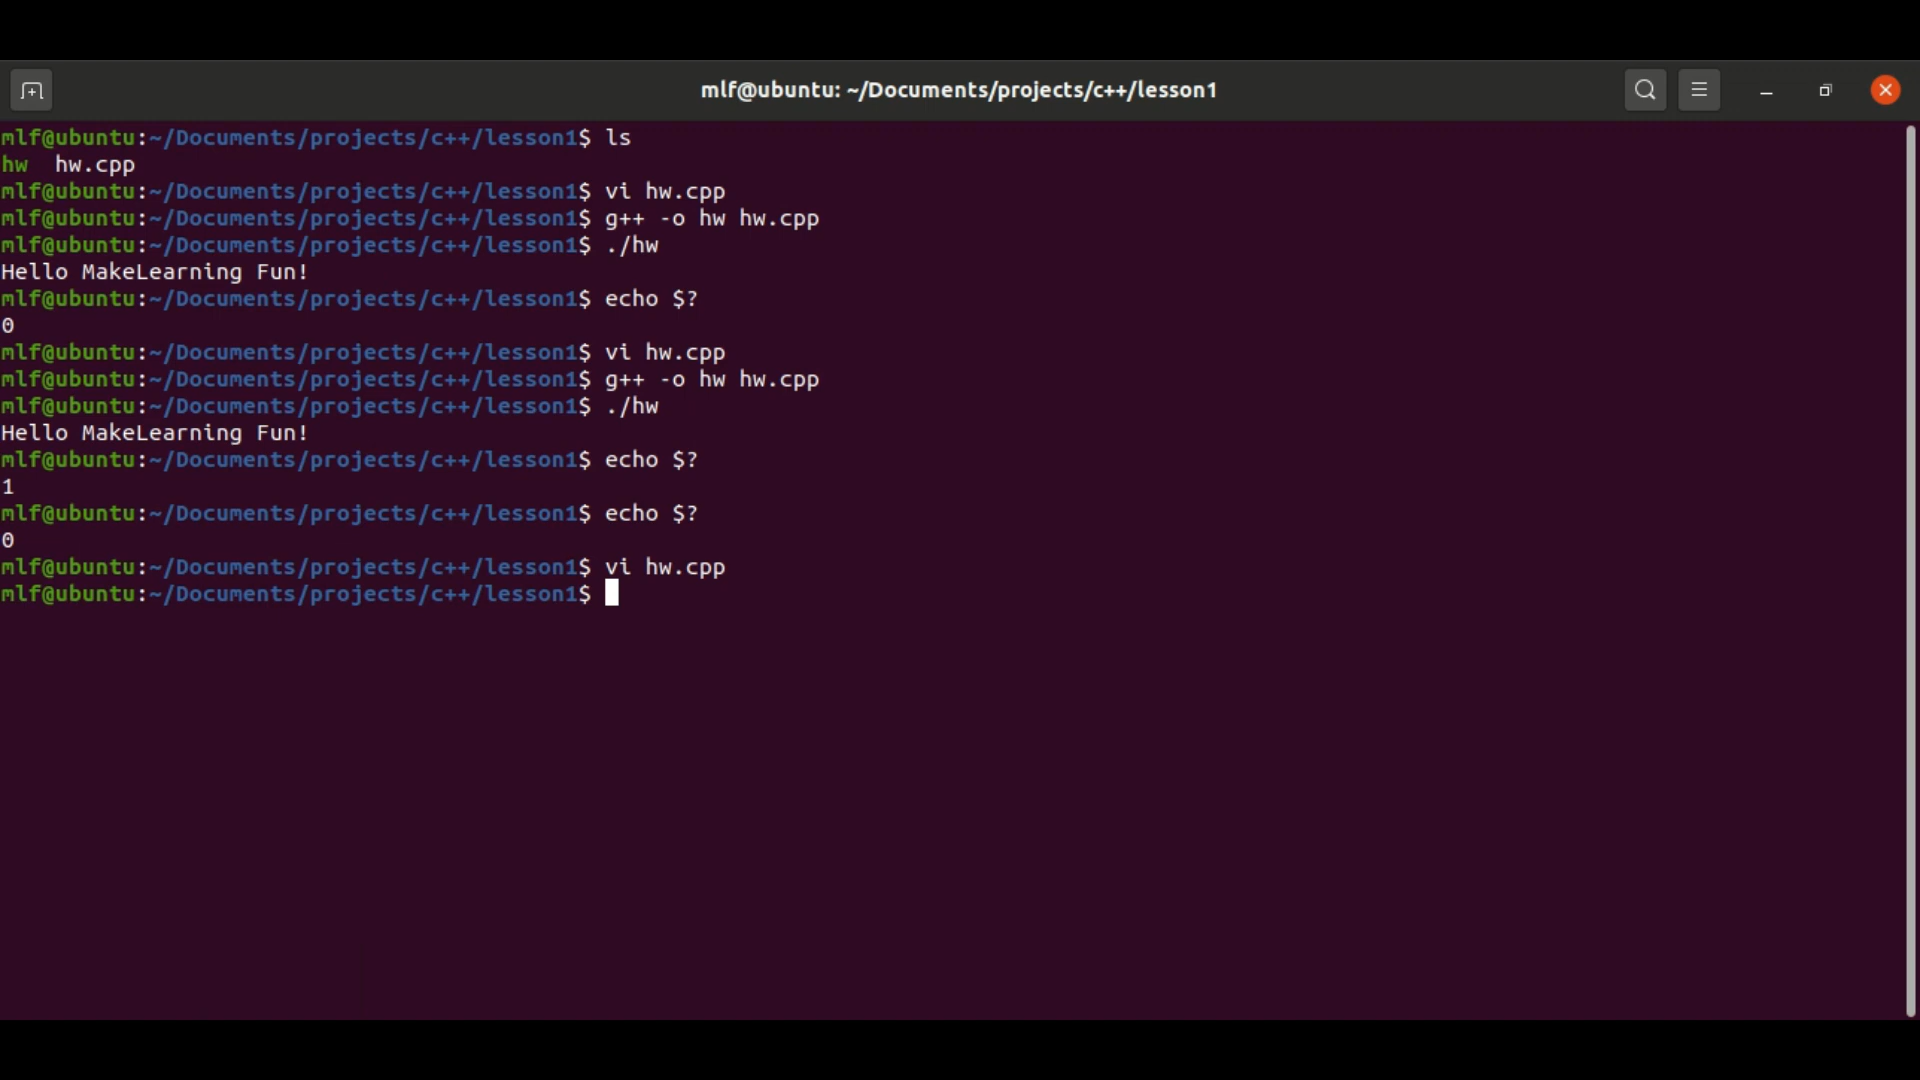 mlf@ubuntu: ~/Documents/projects/c++/lesson1
mlf@ubuntu:~/Documents/projects/c++/lesson1$ ls
hw  hw.cpp
mlf@ubuntu:~/Documents/projects/c++/lesson1$ vi hw.cpp
mlf@ubuntu:~/Documents/projects/c++/lesson1$ g++ -o hw hw.cpp
mlf@ubuntu:~/Documents/projects/c++/lesson1$ ./hw
Hello MakeLearning Fun!
mlf@ubuntu:~/Documents/projects/c++/lesson1$ echo $?
0
mlf@ubuntu:~/Documents/projects/c++/lesson1$ vi hw.cpp
mlf@ubuntu:~/Documents/projects/c++/lesson1$ g++ -o hw hw.cpp
mlf@ubuntu:~/Documents/projects/c++/lesson1$ ./hw
Hello MakeLearning Fun!
mlf@ubuntu:~/Documents/projects/c++/lesson1$ echo $?
1
mlf@ubuntu:~/Documents/projects/c++/lesson1$ echo $?
0
mlf@ubuntu:~/Documents/projects/c++/lesson1$ vi hw.cpp
mlf@ubuntu:~/Documents/projects/c++/lesson1$